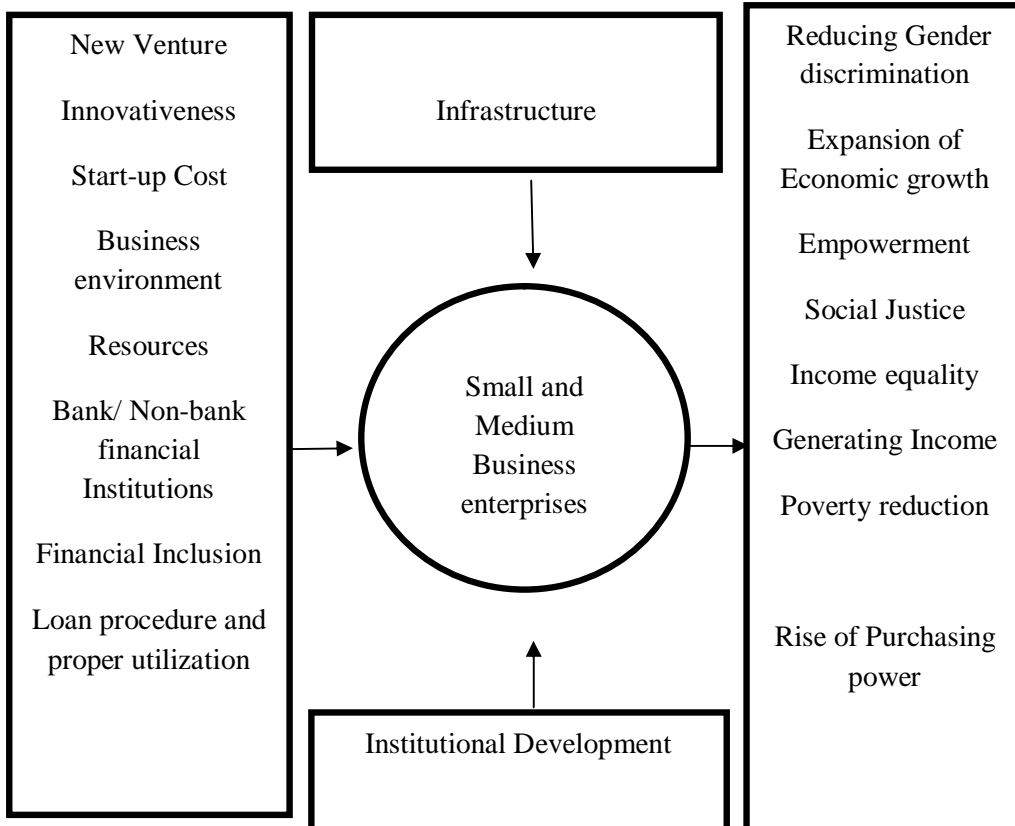 New Venture
Innovativeness
Start-up Cost
Business
environment
Resources
Bank/ Non-bank
financial
Institutions
Financial Inclusion
Loan procedure and
proper utilization
Infrastructure
Small and
Medium
Business
enterprises
Institutional Development
Reducing Gender
discrimination
Expansion of
Economic growth
Empowerment
Social Justice
Income equality
Generating Income
Poverty reduction
Rise of Purchasing
power